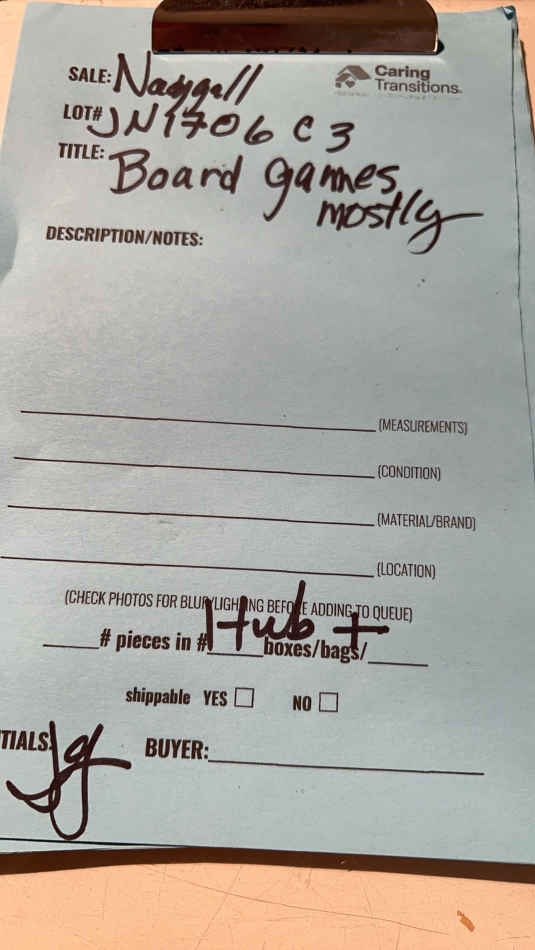 SALE: Naygall
Caring
Transitions.
LOT# JN1706 C3
TITLE: Board games
mostly
DESCRIPTION/NOTES:
(MEASUREMENTS)
(CONDITION)
(MATERIAL/BRAND)
(LOCATION)
(CHECK PHOTOS FOR BLUR/LIGHTING BEFORE ADDING TO QUEUE)
# pieces in # 1 tub + boxes/bags/
shippable YES NO
TIALS: Jg BUYER: